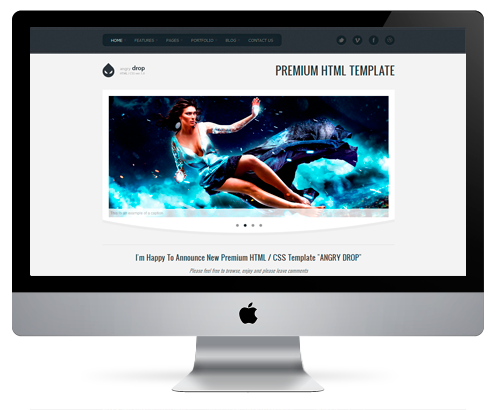 HOME FEATURES PAGES PORTFOLIO BLOG CONTACT US
angry drop
PREMIUM HTML TEMPLATE
I'm Happy To Announce New Premium HTML / CSS Template "ANGRY DROP"
Please feel free to browse, enjoy and please leave comments